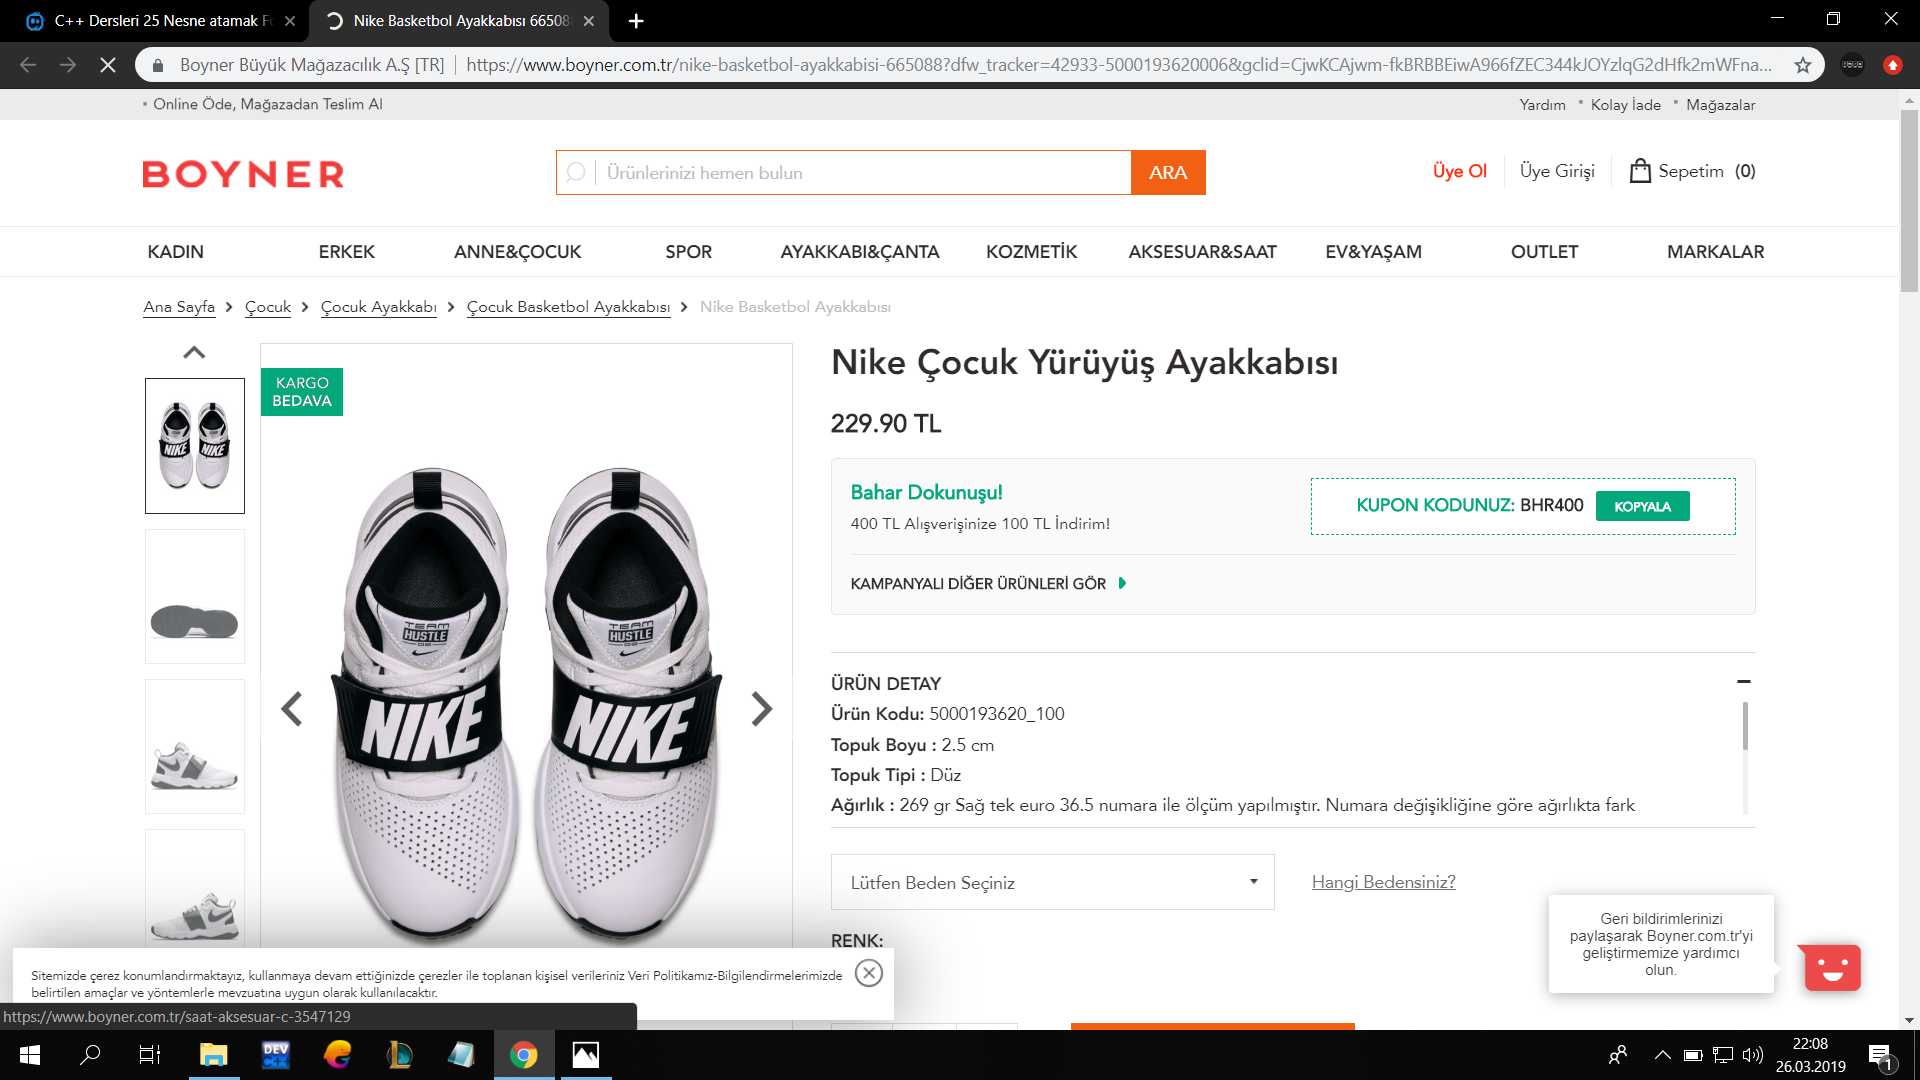 C++ Dersleri 25 Nesne atamak Fo
Nike Basketbol Ayakkabısı 66508
Boyner Büyük Mağazacılık A.Ş [TR]
https://www.boyner.com.tr/nike-basketbol-ayakkabisi-665088?dfw_tracker=42933-5000193620006&gclid=CjwKCAjwm-fkBRBBEiwA966fZEC344kJOYzlqG2dHfk2mWFna...
Online Öde, Mağazadan Teslim Al
Yardım Kolay İade Mağazalar
BOYNER
Ürünlerinizi hemen bulun
ARA
Üye Ol
Üye Girişi
Sepetim (0)
KADIN ERKEK ANNE&ÇOCUK SPOR AYAKKABI&ÇANTA KOZMETİK AKSESUAR&SAAT EV&YAŞAM OUTLET MARKALAR
Ana Sayfa > Çocuk > Çocuk Ayakkabı > Çocuk Basketbol Ayakkabısı > Nike Basketbol Ayakkabısı
KARGO
BEDAVA
NIKE NIKE
TEAM
HUSTLE
TEAM
HUSTLE
NIKE
NIKE
Nike Çocuk Yürüyüş Ayakkabısı
229.90 TL
Bahar Dokunuşu!
400 TL Alışverişinize 100 TL İndirim!
KUPON KODUNUZ: BHR400
KOPYALA
KAMPANYALI DİĞER ÜRÜNLERİ GÖR
ÜRÜN DETAY
Ürün Kodu: 5000193620_100
Topuk Boyu : 2.5 cm
Topuk Tipi : Düz
Ağırlık : 269 gr Sağ tek euro 36.5 numara ile ölçüm yapılmıştır. Numara değişikliğine göre ağırlıkta fark
Lütfen Beden Seçiniz
Hangi Bedensiniz?
RENK:
Geri bildirimlerinizi
paylaşarak Boyner.com.tr'yi
geliştirmemize yardımcı
olun.
Sitemizde çerez konumlandırmaktayız, kullanmaya devam ettiğinizde çerezler ile toplanan kişisel verileriniz Veri Politikamız-Bilgilendirmelerimizde
belirtilen amaçlar ve yöntemlerle mevzuatına uygun olarak kullanılacaktır.
https://www.boyner.com.tr/saat-aksesuar-c-3547129
DEV
C++
22:08
26.03.2019
1